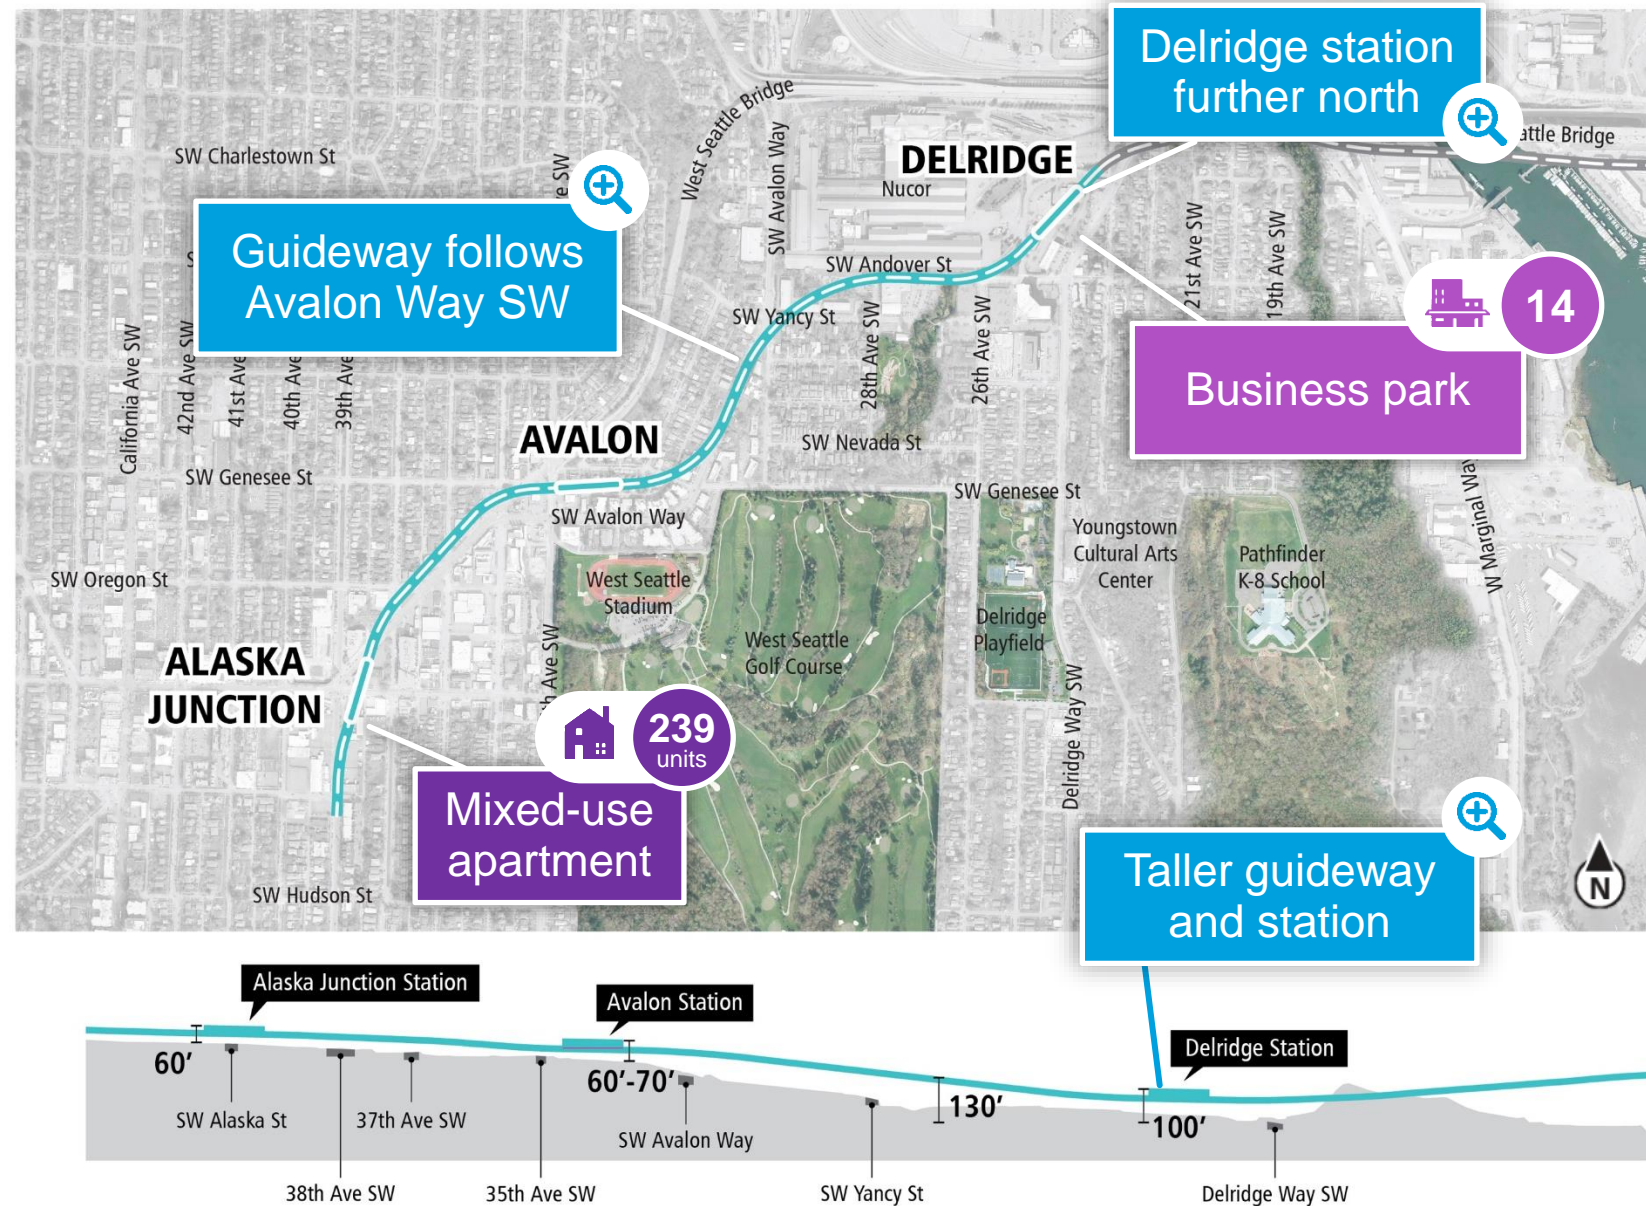 Delridge station
further north
West Seattle Bridge
attle Bridge
SW Charlestown St
DELRIDGE
Nucor
SW Avalon Way
e SW
Guideway follows
Avalon Way SW
SW Andover St
21st Ave SW
19th Ave SW
14
Business park
SW Yancy St
28th Ave SW
26th Ave SW
California Ave SW
42nd Ave SW
41st Ave
40th Ave
39th Ave
AVALON
SW Nevada St
SW Genesee St
SW Genesee St
SW Avalon Way
Youngstown
Cultural Arts
Center
Pathfinder
K-8 School
W Marginal Wa
SW Oregon St
West Seattle
Stadium
Delridge
Playfield
West Seattle
Golf Course
ALASKA
JUNCTION
h Ave SW
Delridge Way SW
239
units
Mixed-use
apartment
SW Hudson St
Taller guideway
and station
N
Alaska Junction Station
Avalon Station
Delridge Station
60’
60’-70’
130’
100’
SW Alaska St
37th Ave SW
SW Avalon Way
38th Ave SW
35th Ave SW
SW Yancy St
Delridge Way SW